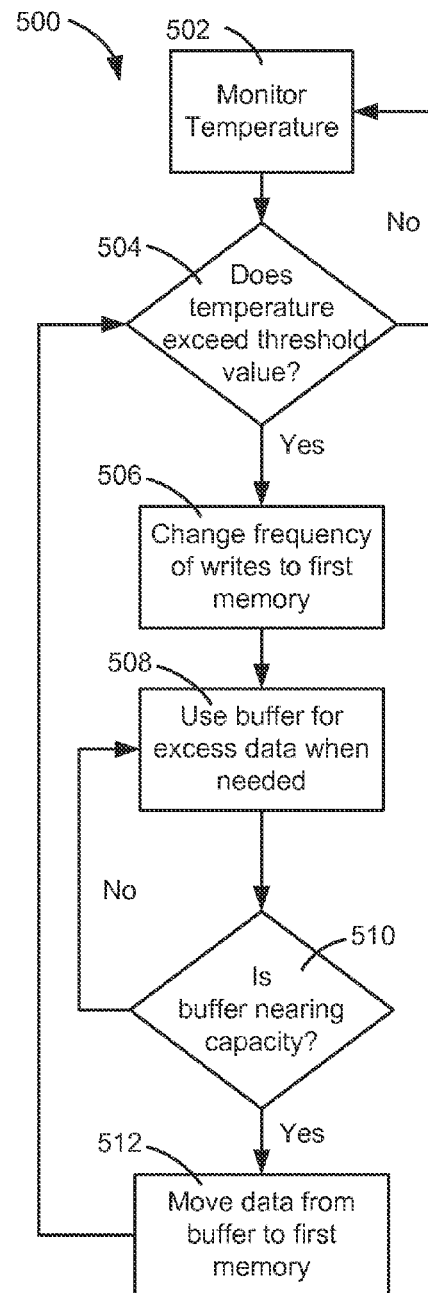 500
502
Monitor
Temperature
No
504
Does
temperature
exceed threshold
value?
Yes
506
Change frequency
of writes to first
memory
508
Use buffer for
excess data when
needed
No
510
Is
buffer nearing
capacity?
Yes
512
Move data from
buffer to first
memory